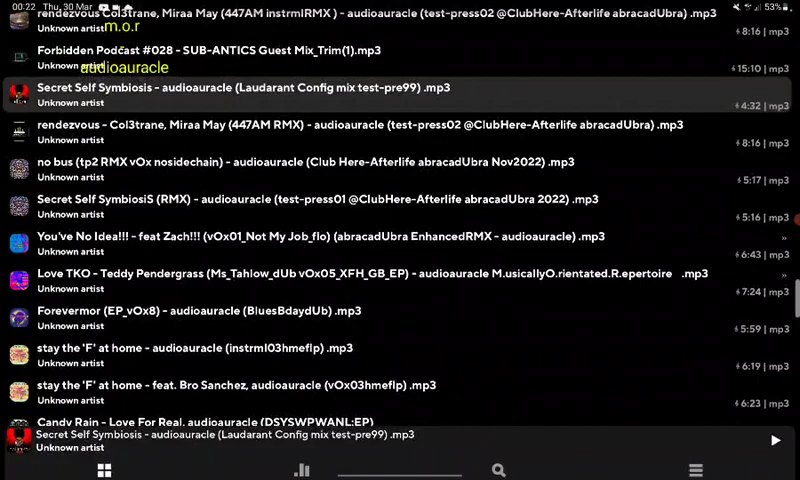 00:22 Thu, 30 Mar 53%
rendezvous Col3trane, Miraa May (447AM instrmlRMX ) - audioauracle (test-press02 @ClubHere-Afterlife abracadUbra) .mp3
Unknown artist
m.o.r
8:16 | mp3
Forbidden Podcast #028 - SUB-ANTICS Guest Mix_Trim(1).mp3
Unknown artist
audioauracle
15:10 | mp3
Secret Self Symbiosis - audioauracle (Laudarant Config mix test-pre99) .mp3
Unknown artist
4:32 | mp3
rendezvous - Col3trane, Miraa May (447AM RMX) - audioauracle (test-press02 @ClubHere-Afterlife abracadUbra) .mp3
Unknown artist
8:16 | mp3
no bus (tp2 RMX vOx nosidechain) - audioauracle (Club Here-Afterlife abracadUbra Nov2022) .mp3
Unknown artist
5:17 | mp3
Secret Self SymbiosiS (RMX) - audioauracle (test-press01 @ClubHere-Afterlife abracadUbra 2022) .mp3
Unknown artist
5:16 | mp3
You've No Idea!!! - feat Zach!!! (vOx01_Not My Job_flo) (abracadUbra EnhancedRMX - audioauracle) .mp3
Unknown artist
6:43 | mp3
Love TKO - Teddy Pendergrass (Ms_Tahlow_dUb vOx05_XFH_GB_EP) - audioauracle M.usicallyO.rientated.R.epertoire .mp3
Unknown artist
7:24 | mp3
Forevermor (EP_vOx8) - audioauracle (BluesBdaydUb) .mp3
Unknown artist
5:59 | mp3
stay the 'F' at home - audioauracle (instrml03hmeflp) .mp3
Unknown artist
6:19 | mp3
stay the 'F' at home - feat. Bro Sanchez, audioauracle (vOx03hmeflp) .mp3
Unknown artist
6:23 | mp3
Candy Rain - Love For Real, audioauracle (DSYSWPWANL:EP)
Secret Self Symbiosis - audioauracle (Laudarant Config mix test-pre99) .mp3
Unknown artist